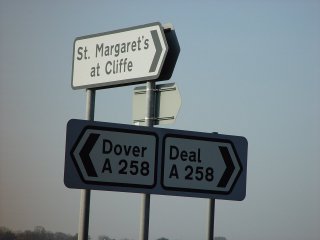 St. Margaret's
at Cliffe
Dover
A 258
Deal
A 258